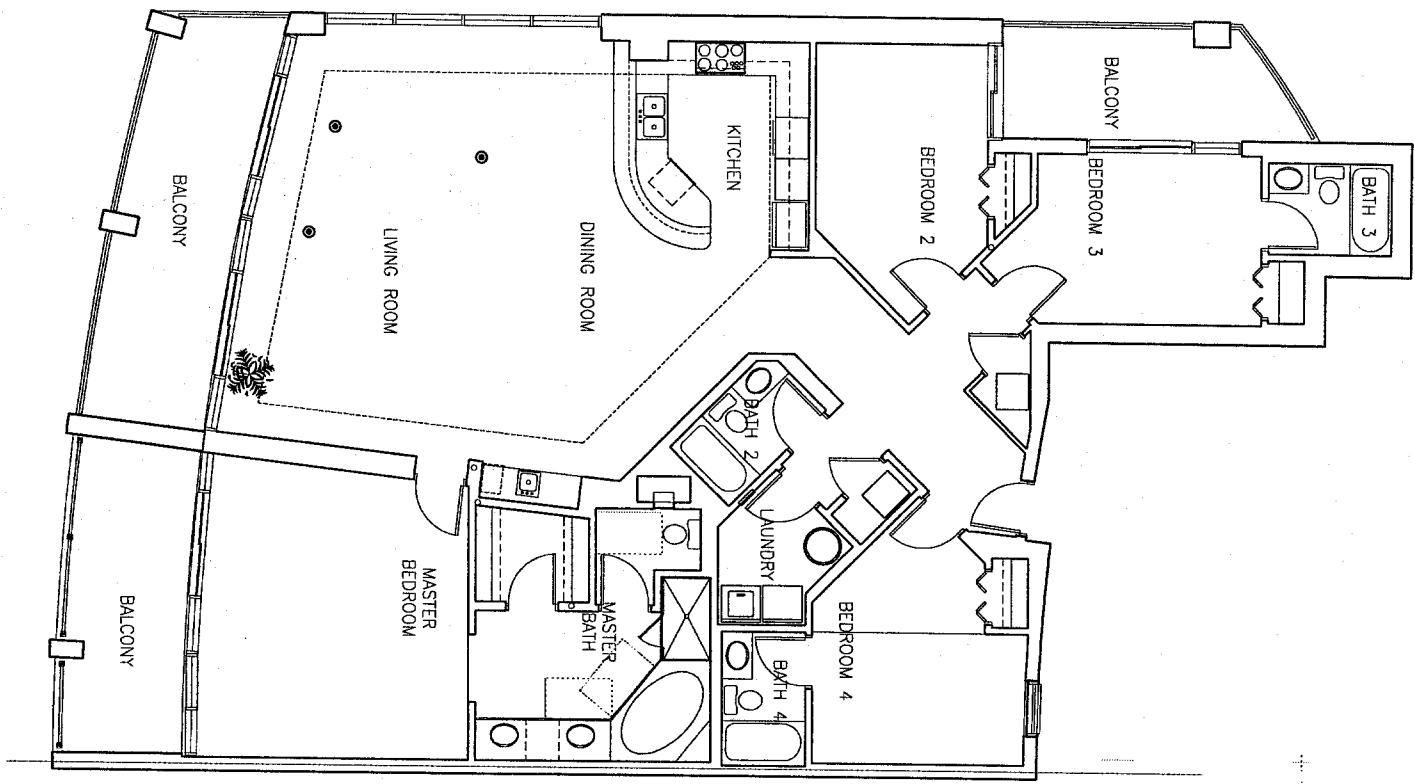 BALCONY
BALCONY
LIVING ROOM
DINING ROOM
KITCHEN
BEDROOM 2
BALCONY
BEDROOM 3
BATH 3
BATH 2
LAUNDRY
BEDROOM 4
BATH 4
MASTER
BATH
MASTER
BEDROOM